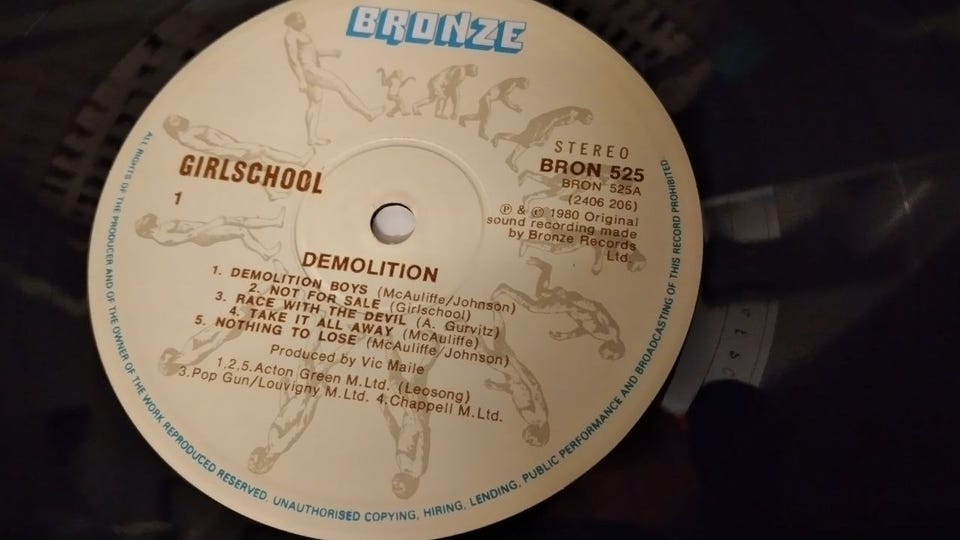 BRONZE
STEREO
BRON 525
BRON 525A
(2406 206)
℗ & © 1980 Original
sound recording made
by Bronze Records
Ltd.
GIRLSCHOOL
1
DEMOLITION
1. DEMOLITION BOYS (McAuliffe/Johnson)
2. NOT FOR SALE (Girlschool)
3. RACE WITH THE DEVIL (A. Gurvitz)
4. TAKE IT ALL AWAY (McAuliffe)
5. NOTHING TO LOSE (McAuliffe/Johnson)
Produced by Vic Maile
1,2,5.Acton Green M.Ltd. (Leosong)
3.Pop Gun/Louvigny M.Ltd. 4.Chappell M.Ltd.
ALL RIGHTS OF THE PRODUCER AND OF THE OWNER OF THE WORK REPRODUCED RESERVED. UNAUTHORISED COPYING, HIRING, LENDING, PUBLIC PERFORMANCE AND BROADCASTING OF THIS RECORD PROHIBITED